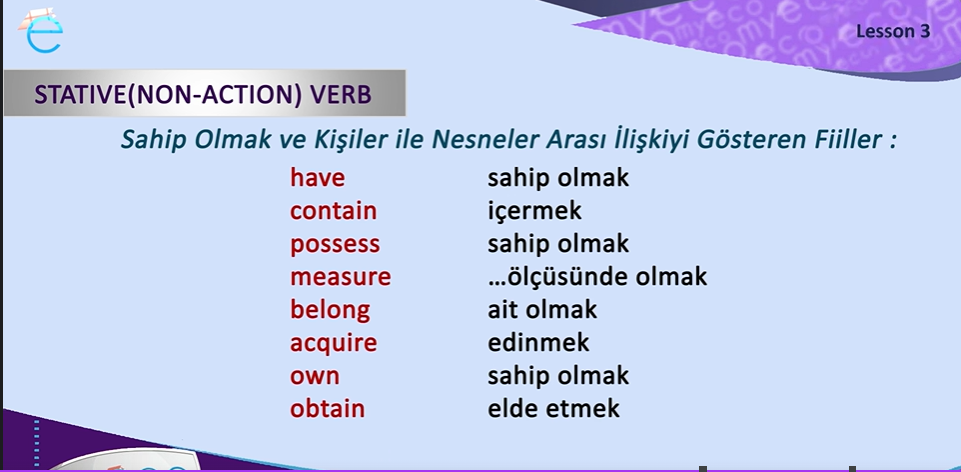 Lesson 3
STATIVE(NON-ACTION) VERB
Sahip Olmak ve Kişiler ile Nesneler Arası İlişkiyi Gösteren Fiiller :
have sahip olmak
contain içermek
possess sahip olmak
measure ...ölçüsünde olmak
belong ait olmak
acquire edinmek
own sahip olmak
obtain elde etmek